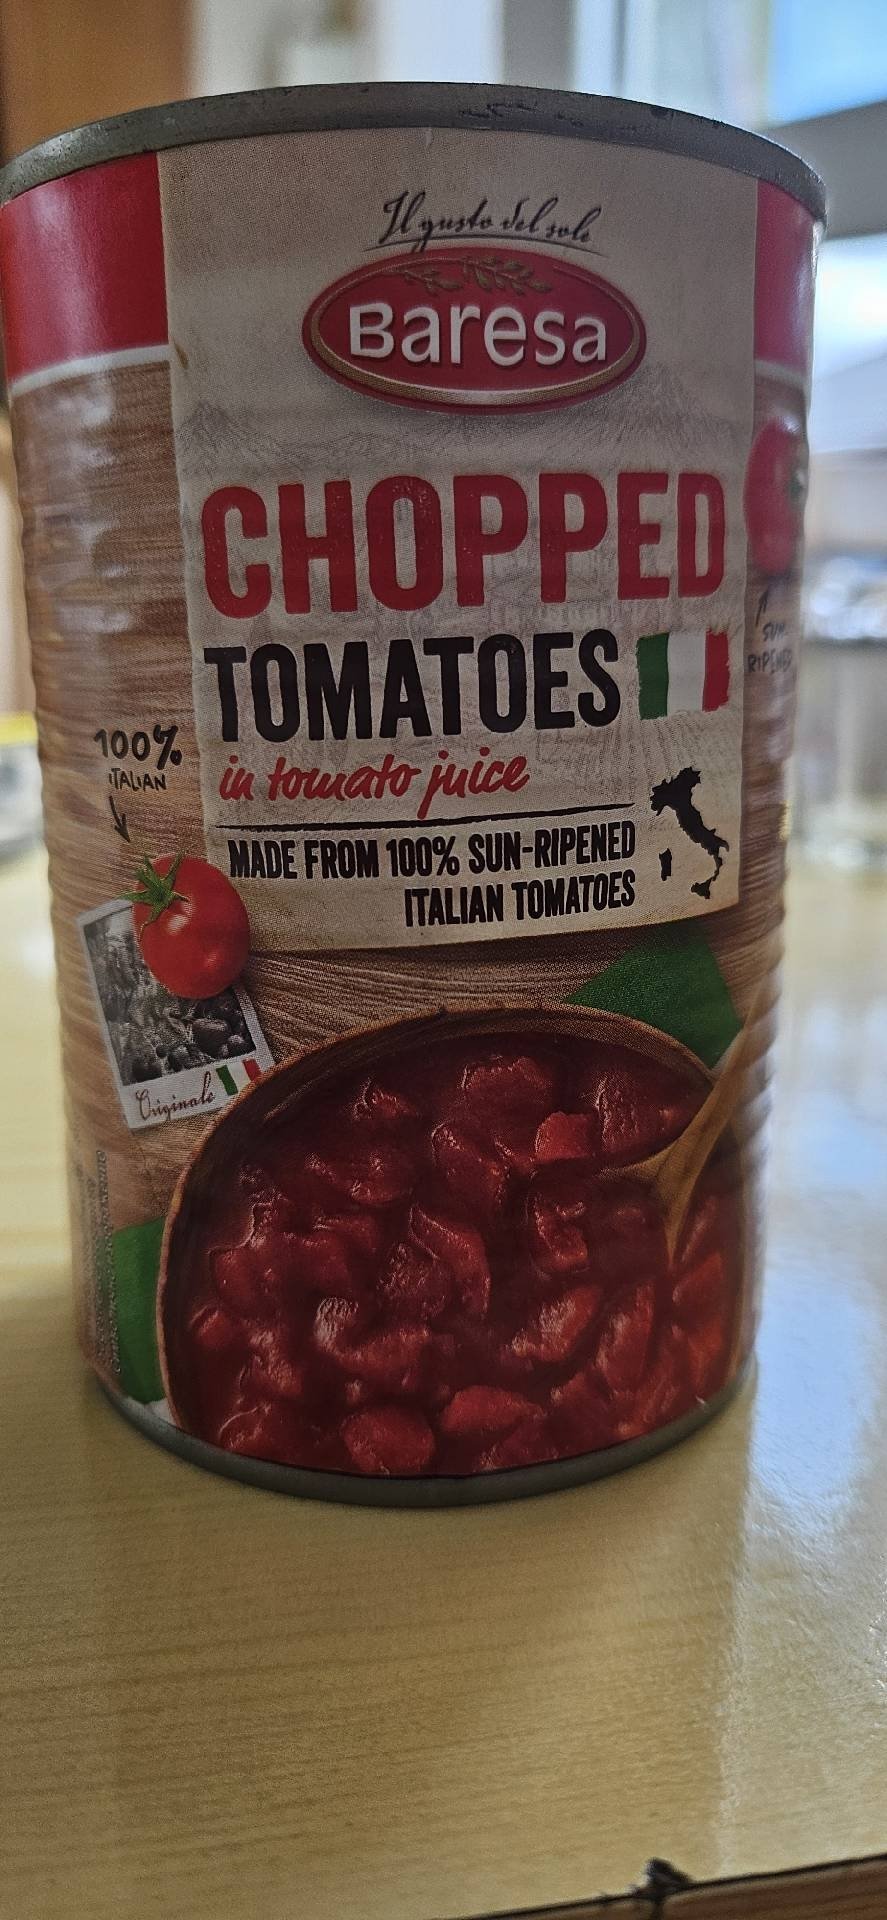 Il gusto del sole
Baresa
CHOPPED
TOMATOES
in tomato juice
MADE FROM 100% SUN-RIPENED
ITALIAN TOMATOES
100%
ITALIAN
Originale
SUN
RIPENED